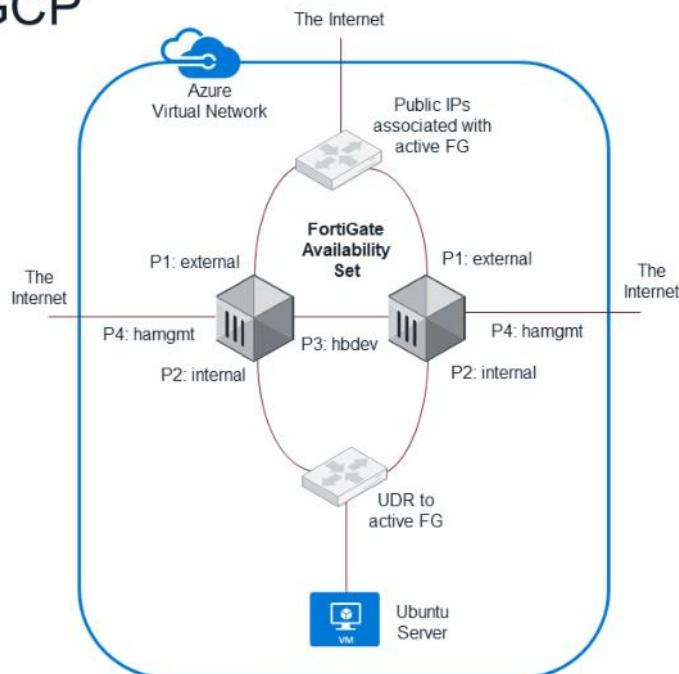 GCP
The Internet
Azure
Virtual Network
Public IPs
associated with
active FG
FortiGate
Availability
Set
P1: external
P1: external
The
Internet
The
Internet
P4: hamgmt
P3: hbdev
P4: hamgmt
P2: internal
P2: internal
UDR to
active FG
Ubuntu
Server
VM